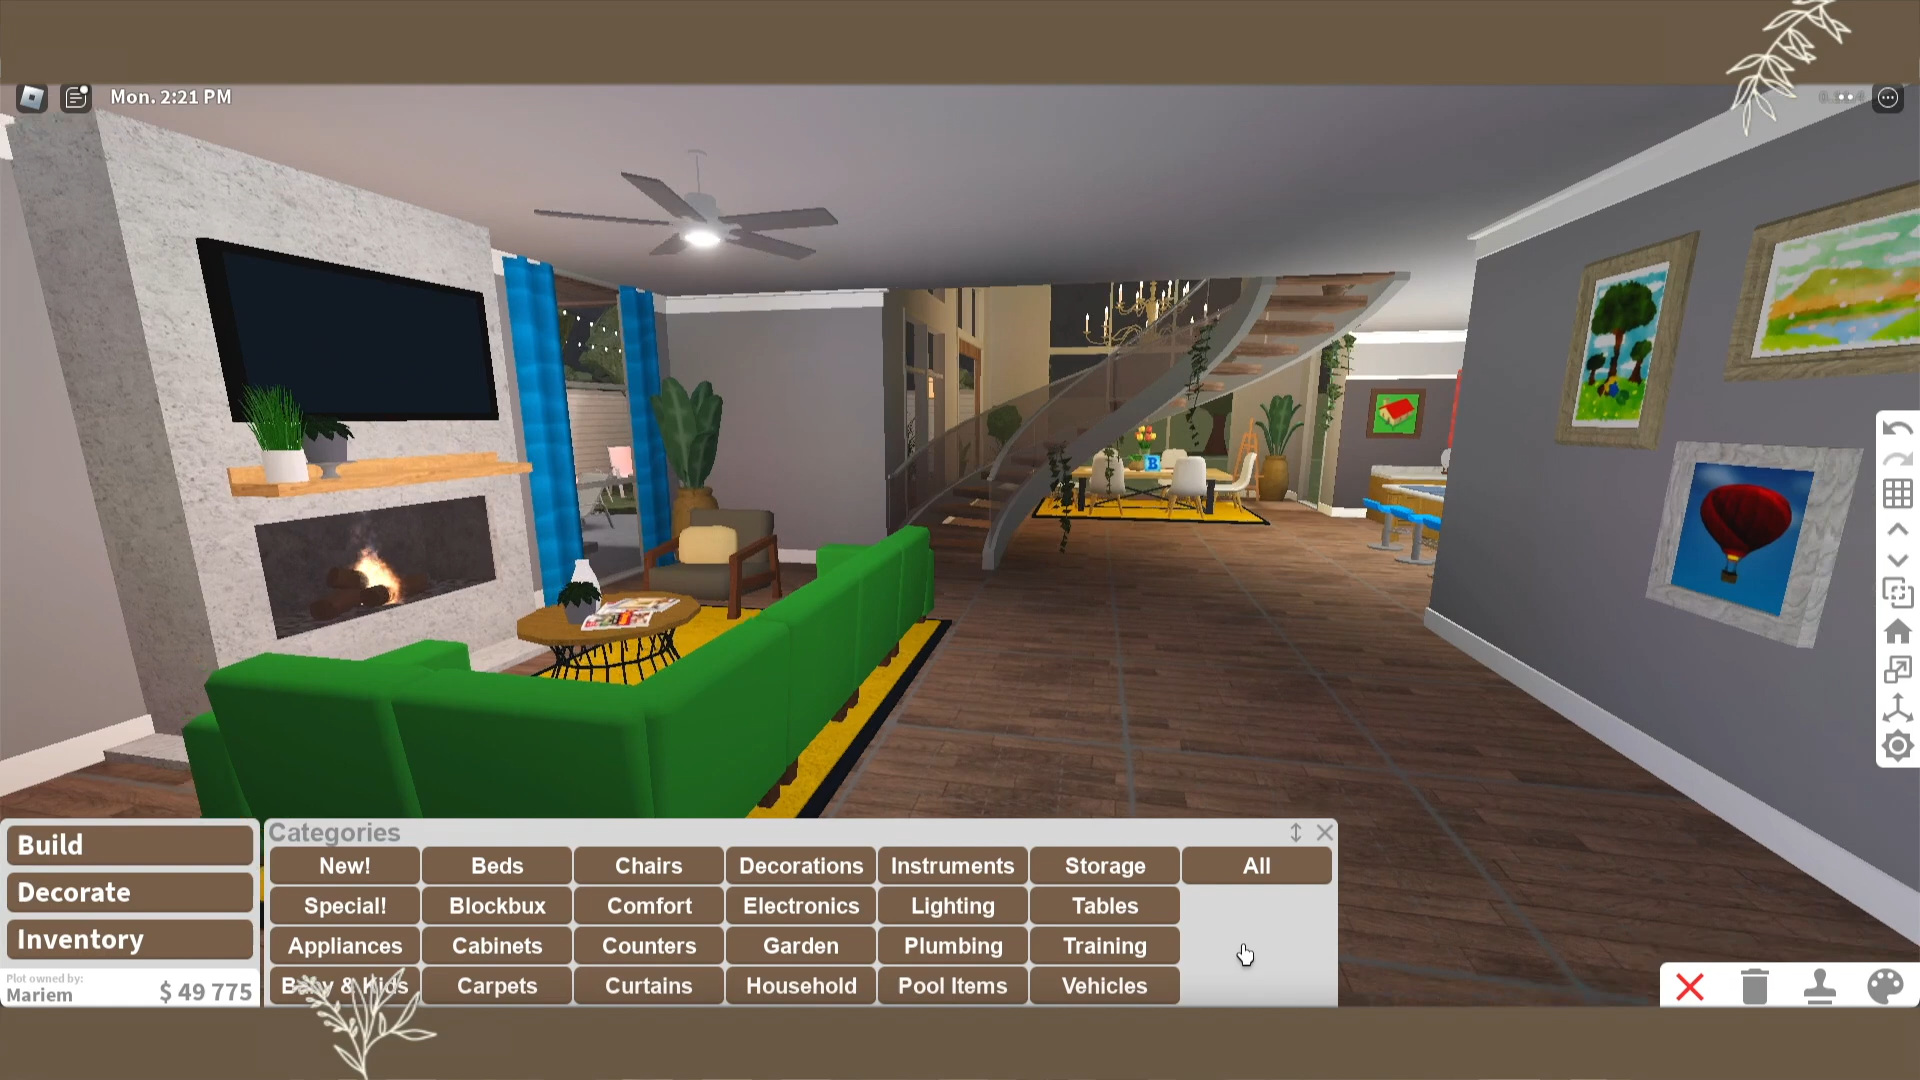 Mon. 2:21 PM
B
Build
Decorate
Inventory
Plot owned by:
Mariem
$ 49 775
Categories
New! Beds Chairs Decorations Instruments Storage All
Special! Blockbux Comfort Electronics Lighting Tables
Appliances Cabinets Counters Garden Plumbing Training
Baby & Kids Carpets Curtains Household Pool Items Vehicles